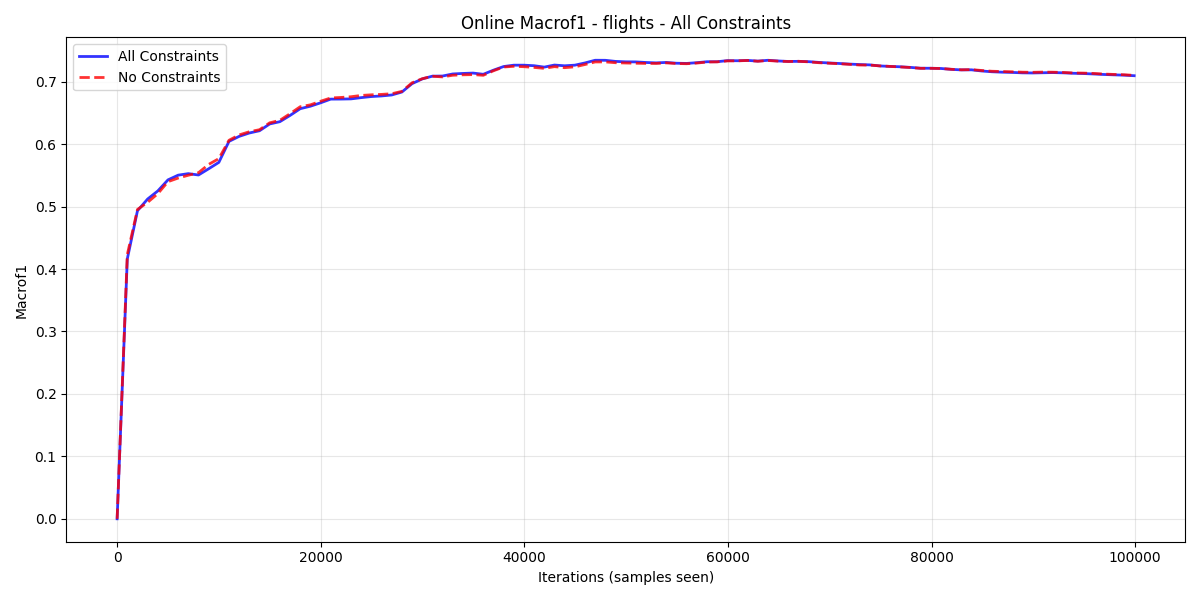 Online Macrof1 - flights - All Constraints
All Constraints
No Constraints
Macrof1
0.7
0.6
0.5
0.4
0.3
0.2
0.1
0.0
0
20000
40000
60000
80000
100000
Iterations (samples seen)